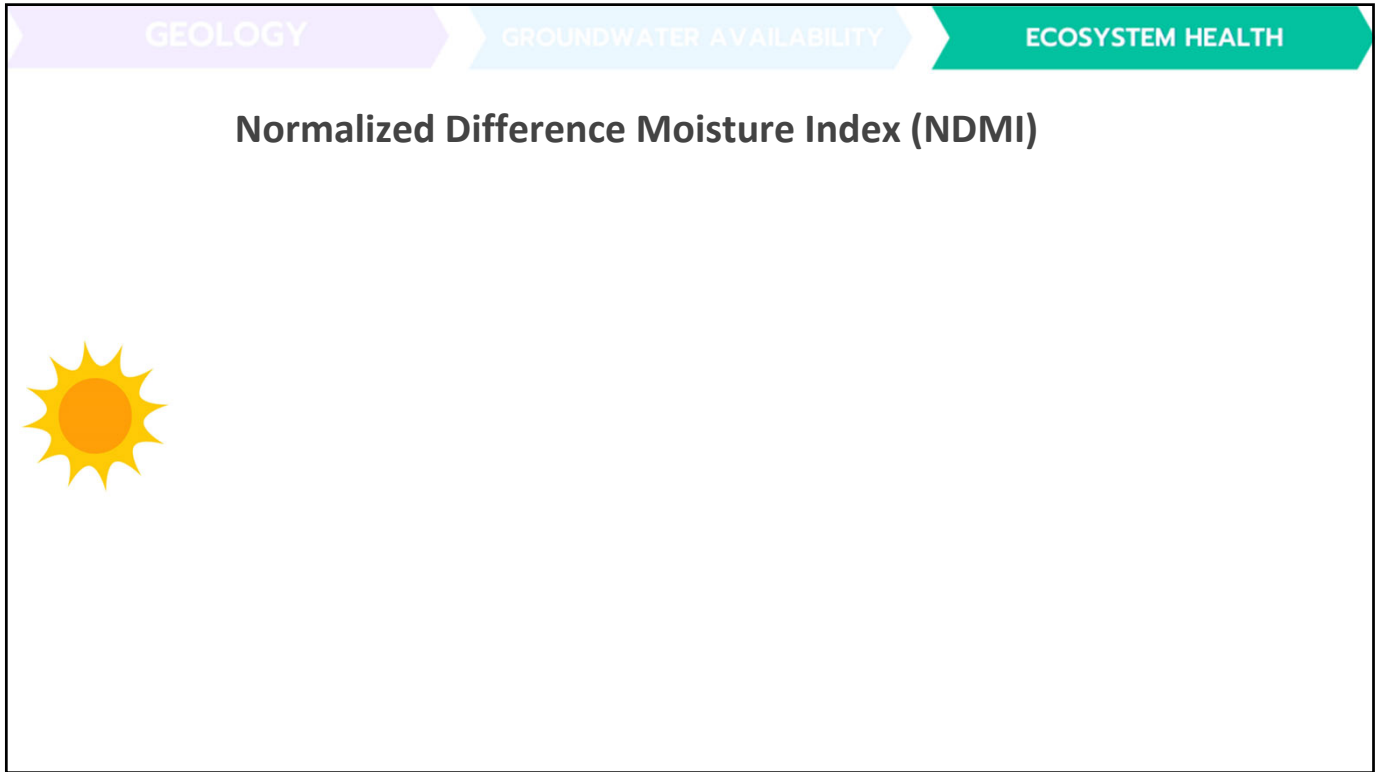 GEOLOGY
GROUNDWATER AVAILABILITY
ECOSYSTEM HEALTH
Normalized Difference Moisture Index (NDMI)